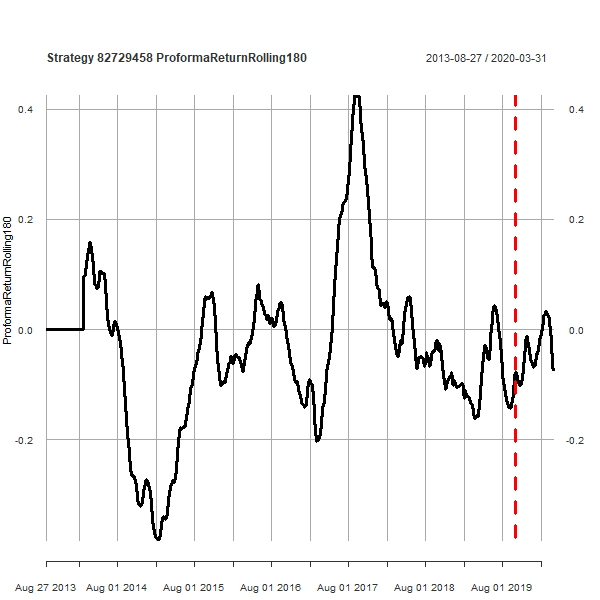 Strategy 82729458 ProformaReturnRolling180
2013-08-27 / 2020-03-31
ProformaReturnRolling180
0.4
0.2
0.0
-0.2
0.4
0.2
0.0
-0.2
Aug 27 2013
Aug 01 2014
Aug 01 2015
Aug 01 2016
Aug 01 2017
Aug 01 2018
Aug 01 2019